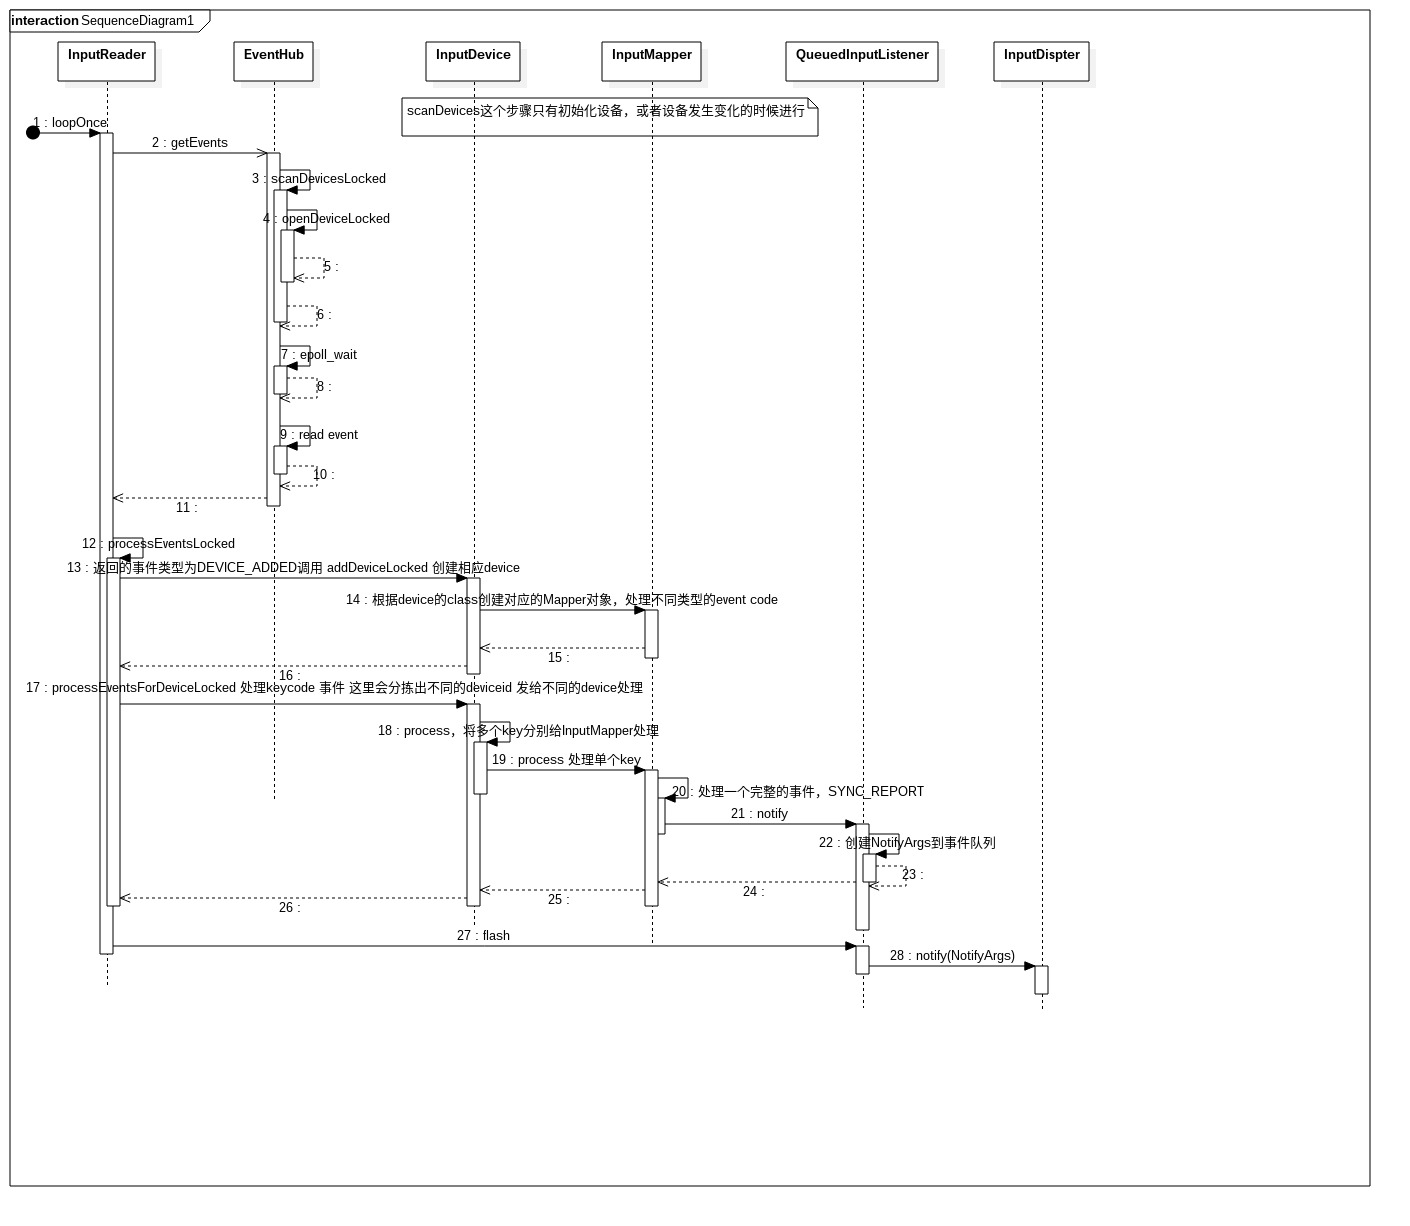 interaction SequenceDiagram1
InputReader
EventHub
InputDevice
InputMapper
QueuedInputListener
InputDispter
scanDevices这个步骤只有初始化设备，或者设备发生变化的时候进行
1 : loopOnce
2 : getEvents
3 : scanDevicesLocked
4 : openDeviceLocked
5 :
6 :
7 : epoll_wait
8 :
9 : read event
10 :
11 :
12 : processEventsLocked
13 : 返回的事件类型为DEVICE_ADDED调用 addDeviceLocked 创建相应device
14 : 根据device的class创建对应的Mapper对象，处理不同类型的event code
15 :
16 :
17 : processEventsForDeviceLocked 处理keycode 事件 这里会分拣出不同的deviceid 发给不同的device处理
18 : process，将多个key分别给InputMapper处理
19 : process 处理单个key
20 : 处理一个完整的事件，SYNC_REPORT
21 : notify
22 : 创建NotifyArgs到事件队列
23 :
24 :
25 :
26 :
27 : flash
28 : notify(NotifyArgs)